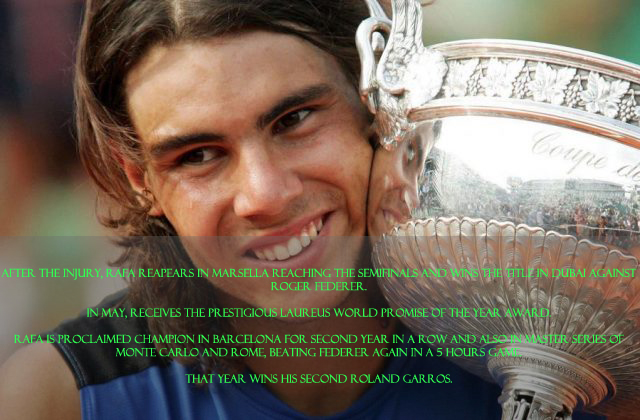 Coupe de
AFTER THE INJURY, RAFA REAPEARS IN MARSELLA REACHING THE SEMIFINALS AND WINS THE TITLE IN DUBAI AGAINST
ROGER FEDERER.
IN MAY, RECEIVES THE PRESTIGIOUS LAUREUS WORLD PROMISE OF THE YEAR AWARD.
RAFA IS PROCLAIMED CHAMPION IN BARCELONA FOR SECOND YEAR IN A ROW AND ALSO IN MASTER SERIES OF
MONTE CARLO AND ROME, BEATING FEDERER AGAIN IN A 5 HOURS GAME.
THAT YEAR WINS HIS SECOND ROLAND GARROS.